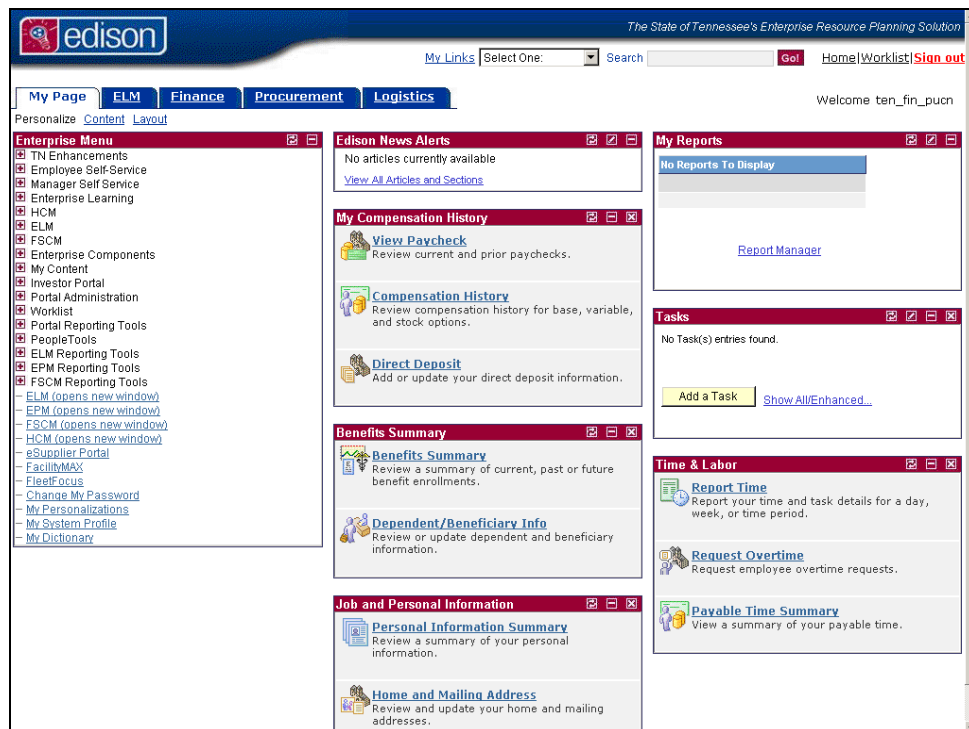 edison
The State of Tennessee's Enterprise Resource Planning Solution
My Links Select One: Search Go! Home|Worklist|Sign out
My Page ELM Finance Procurement Logistics
Welcome ten_fin_pucn
Personalize Content Layout
Enterprise Menu
TN Enhancements
Employee Self-Service
Manager Self Service
Enterprise Learning
HCM
ELM
FSCM
Enterprise Components
My Content
Investor Portal
Portal Administration
Worklist
Portal Reporting Tools
PeopleTools
ELM Reporting Tools
EPM Reporting Tools
FSCM Reporting Tools
– ELM (opens new window)
– EPM (opens new window)
– FSCM (opens new window)
– HCM (opens new window)
– eSupplier Portal
– FacilityMAX
– FleetFocus
– Change My Password
– My Personalizations
– My System Profile
– My Dictionary
Edison News Alerts
No articles currently available
View All Articles and Sections
My Compensation History
View Paycheck
Review current and prior paychecks.
Compensation History
Review compensation history for base, variable,
and stock options.
Direct Deposit
Add or update your direct deposit information.
Benefits Summary
Benefits Summary
Review a summary of current, past or future
benefit enrollments.
Dependent/Beneficiary Info
Review or update dependent and beneficiary
information.
Job and Personal Information
Personal Information Summary
Review a summary of your personal
information.
Home and Mailing Address
Review and update your home and mailing
addresses.
My Reports
No Reports To Display
Report Manager
Tasks
No Task(s) entries found.
Add a Task Show All/Enhanced...
Time & Labor
Report Time
Report your time and task details for a day,
week, or time period.
Request Overtime
Request employee overtime requests.
Payable Time Summary
View a summary of your payable time.